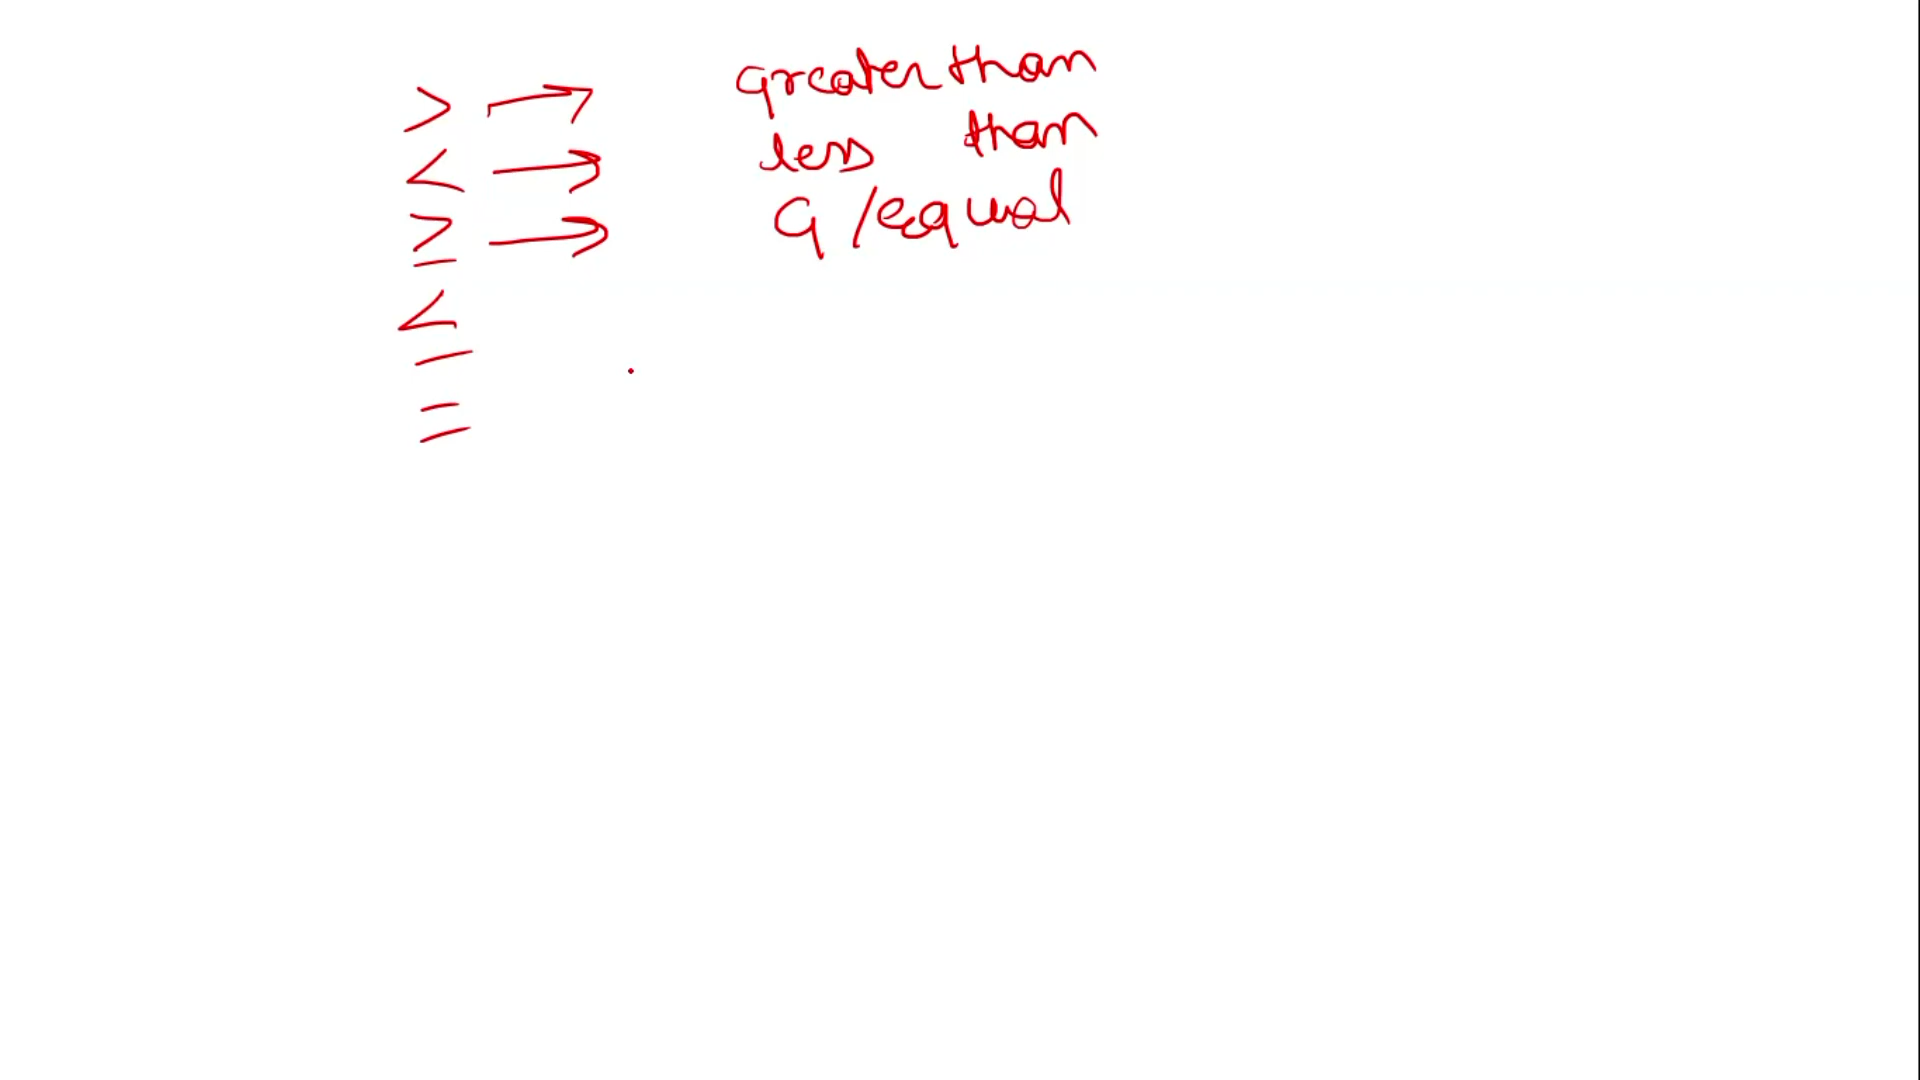 > → greater than
< → less than
≥ → G/equal
≤
=